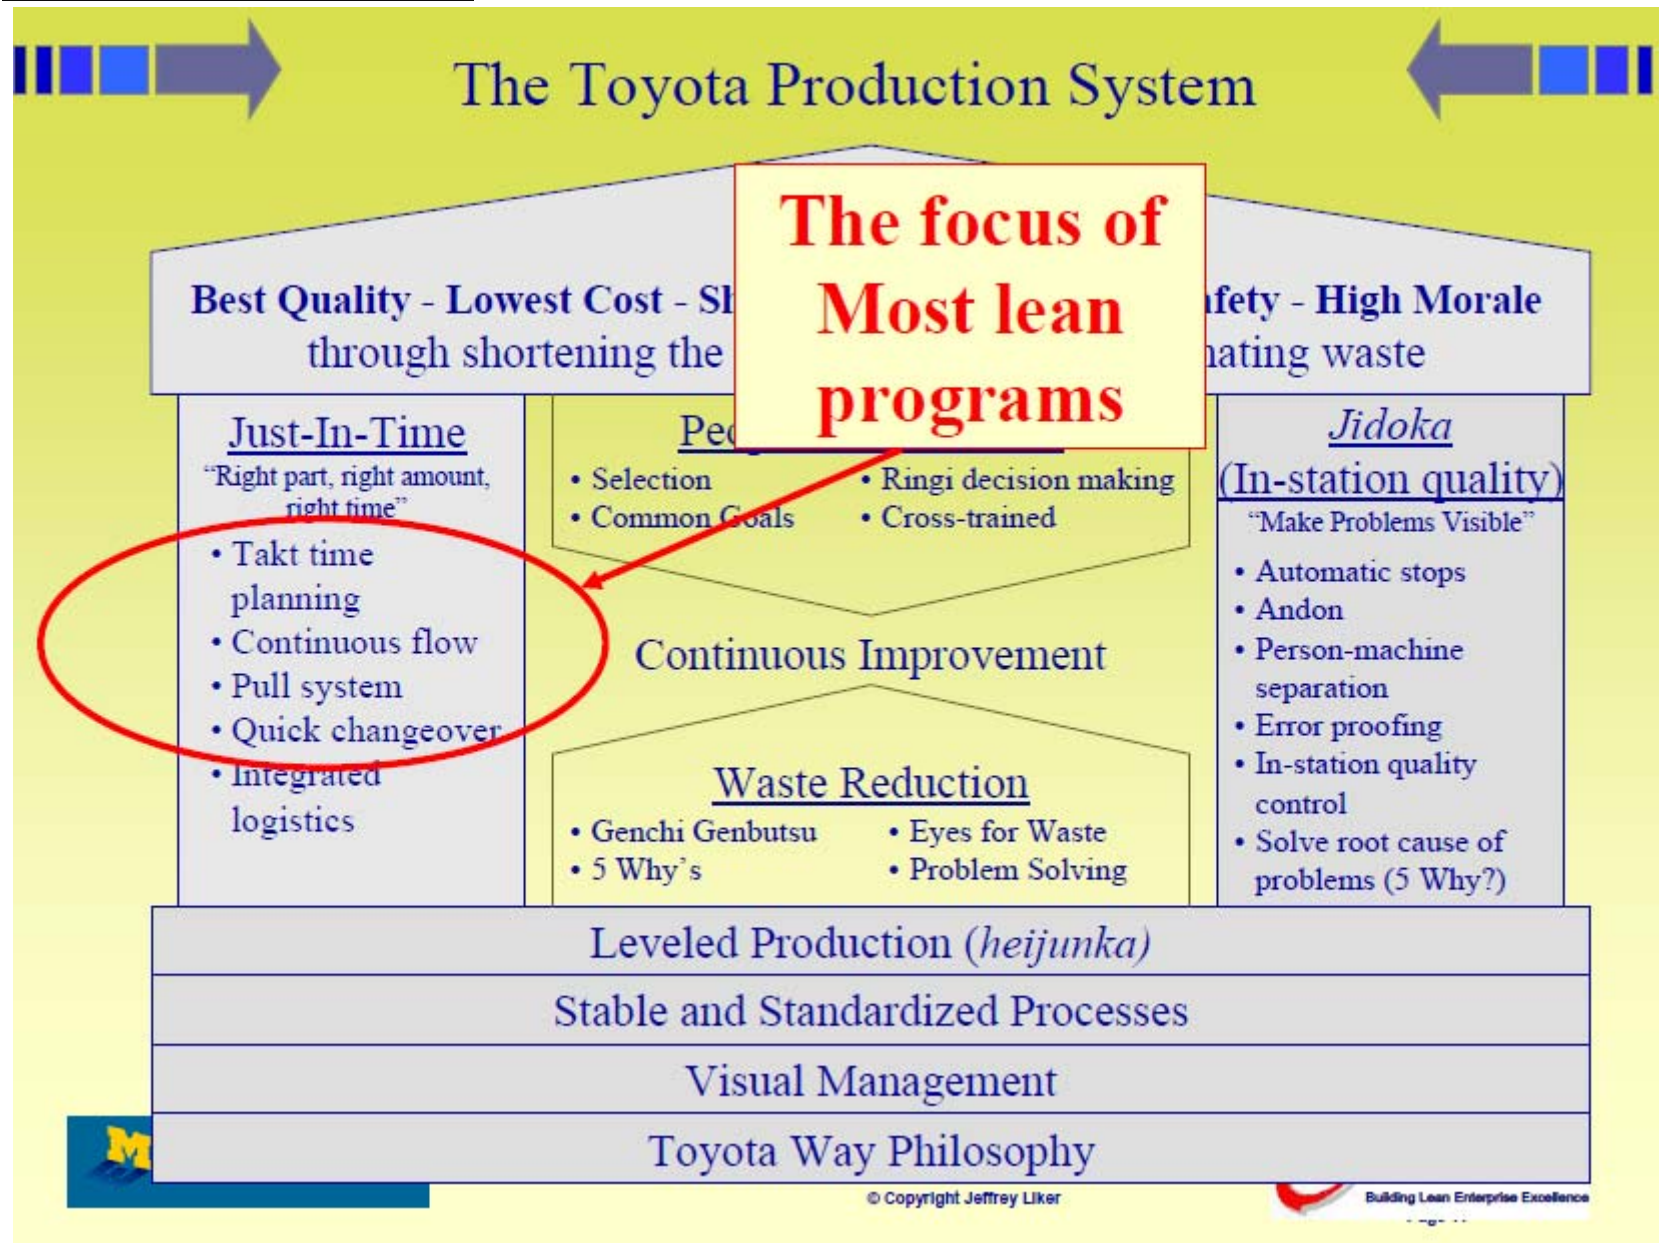 The Toyota Production System
The focus of
Most lean
programs
Best Quality - Lowest Cost - Sh fety - High Morale
through shortening the nating waste
Just-In-Time
“Right part, right amount,
right time”
• Takt time
planning
• Continuous flow
• Pull system
• Quick changeover
• Integrated
logistics
• Selection
• Common Goals
• Ringi decision making
• Cross-trained
Continuous Improvement
Waste Reduction
• Genchi Genbutsu
• 5 Why’s
• Eyes for Waste
• Problem Solving
Jidoka
(In-station quality)
“Make Problems Visible”
• Automatic stops
• Andon
• Person-machine
separation
• Error proofing
• In-station quality
control
• Solve root cause of
problems (5 Why?)
Leveled Production (heijunka)
Stable and Standardized Processes
Visual Management
Toyota Way Philosophy
M
© Copyright Jeffrey Liker
Building Lean Enterprise Excellence